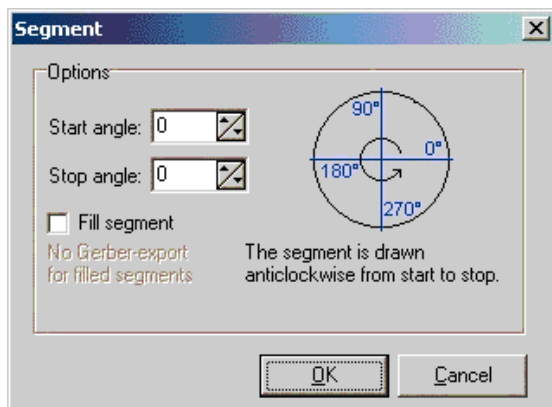 Segment
Options
Start angle: 0
Stop angle: 0
Fill segment
No Gerber-export
for filled segments
90°
0°
180°
270°
The segment is drawn
anticlockwise from start to stop.
OK
Cancel